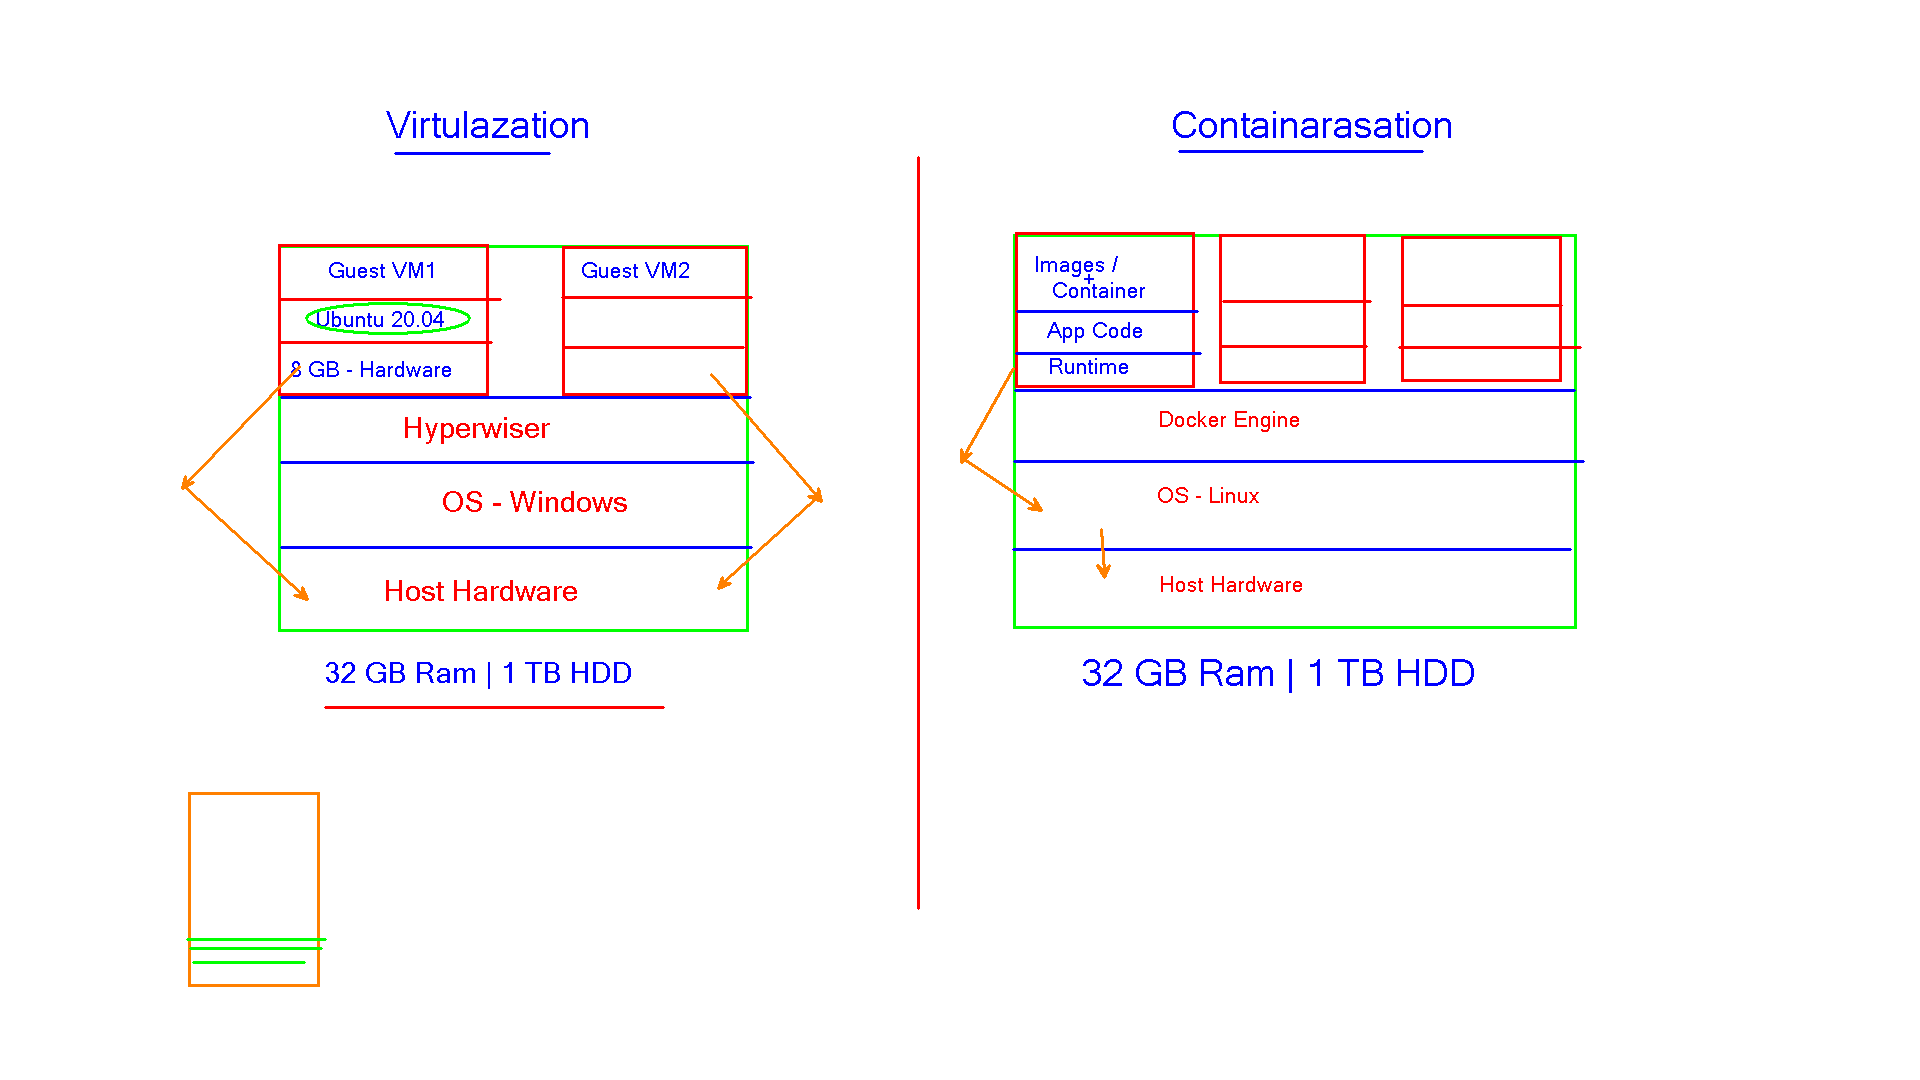 Virtulazation
Guest VM1
Guest VM2
Ubuntu 20.04
8 GB - Hardware
Hyperwiser
OS - Windows
Host Hardware
32 GB Ram | 1 TB HDD
Containarasation
Images /
+
Container
App Code
Runtime
Docker Engine
OS - Linux
Host Hardware
32 GB Ram | 1 TB HDD